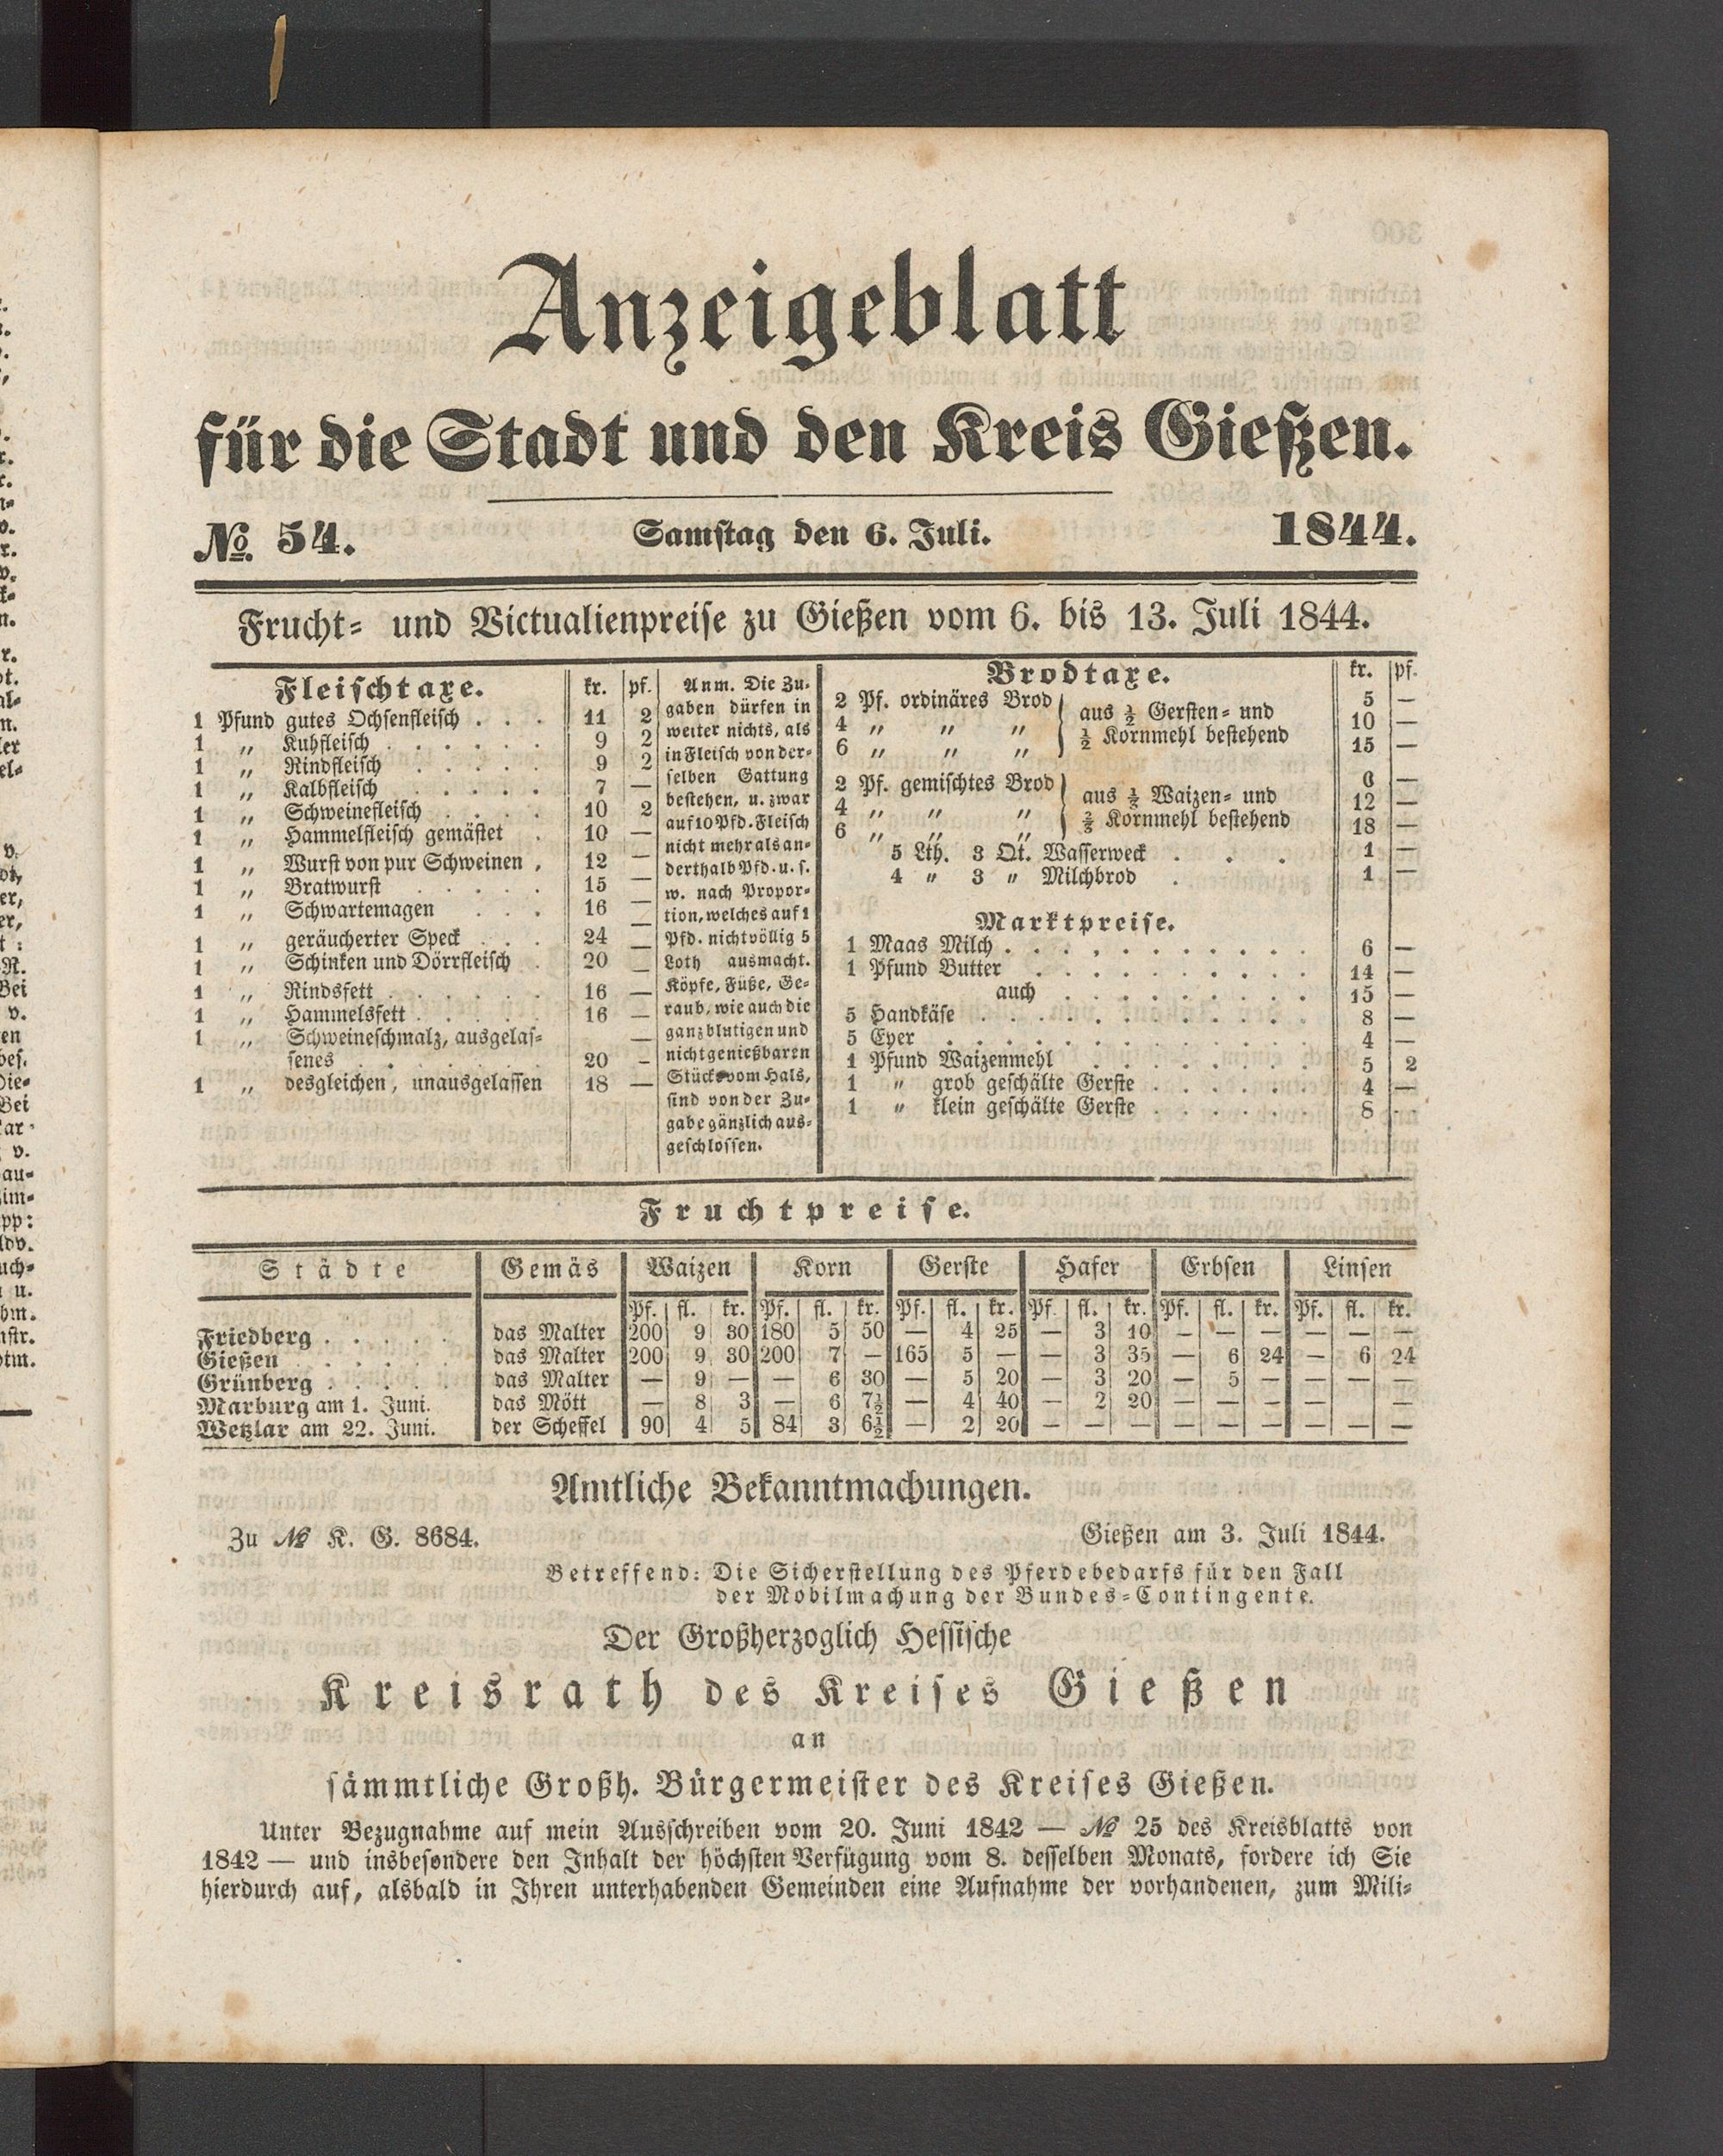 Anzeigeblatt
für die Stadt und den Kreis Gießen.
№ 54. Samstag den 6. Juli. 1844.
Frucht- und Victualienpreise zu Gießen vom 6. bis 13. Juli 1844.
Fleischtaxe. kr. pf.
1 Pfund gutes Ochsenfleisch . . . 11 2
1 „ Kuhfleisch . . . . . . 9 2
1 „ Rindfleisch . . . . . 9 2
1 „ Kalbfleisch . . . . . 7 —
1 „ Schweinefleisch . . . . 10 2
1 „ Hammelfleisch gemästet . 10 —
1 „ Wurst von pur Schweinen . 12 —
1 „ Bratwurst . . . . . 15 —
1 „ Schwartemagen . . . 16 —
1 „ geräucherter Speck . . . 24 —
1 „ Schinken und Dörrfleisch . 20 —
1 „ Rindsfett . . . . . . 16 —
1 „ Hammelsfett . . . . . 16 —
1 „ Schweineschmalz, ausgelas-
senes . . . . . . . 20 —
1 „ desgleichen, unausgelassen 18 —
Anm. Die Zu-
gaben dürfen in
weiter nichts, als
in Fleisch von der-
selben Gattung
bestehen, u. zwar
auf 10 Pfd. Fleisch
nicht mehr als an-
derthalb Pfd. u. s.
w. nach Propor-
tion, welches auf 1
Pfd. nicht völlig 5
Loth ausmacht.
Köpfe, Füße, Ge-
raub, wie auch die
ganz blutigen und
nicht genießbaren
Stücke vom Hals,
sind von der Zu-
gabe gänzlich aus-
geschlossen.
Brodtaxe. kr. pf.
2 Pf. ordinäres Brod aus ½ Gersten- und 5 —
4 „ „ „ ½ Kornmehl bestehend 10 —
6 „ „ „ 15 —
2 Pf. gemischtes Brod aus ⅓ Waizen- und 6 —
4 „ „ „ ⅔ Kornmehl bestehend 12 —
6 „ „ „ 18 —
5 Lth. 3 Qt. Wasserweck . . . 1 —
4 „ 3 „ Milchbrod . 1 —
Marktpreise.
1 Maas Milch . . . . . . . . . . 6 —
1 Pfund Butter . . . . . . . . . . 14 —
auch . . . . . . . . . 15 —
5 Handkäse . . . . . . . . . . . 8 —
5 Eyer . . . . . . . . . . . . 4 —
1 Pfund Waizenmehl . . . . . . . . 5 2
1 „ grob geschälte Gerste . . . . . . 4 —
1 „ klein geschälte Gerste . . . . . . 8 —
Fruchtpreise.
Städte Gemäs Waizen Korn Gerste Hafer Erbsen Linsen
Pf. fl. kr. Pf. fl. kr. Pf. fl. kr. Pf. fl. kr. Pf. fl. kr. Pf. fl. kr.
Friedberg . . . . . das Malter 200 9 30 180 5 50 — 4 25 — 3 10 — — — — — —
Gießen . . . . . . das Malter 200 9 30 200 7 — 165 5 — — 3 35 — 6 24 — 6 24
Grünberg . . . . . das Malter — 9 — — 6 30 — 5 20 — 3 20 — 5 — — — —
Marburg am 1. Juni. das Mött — 8 3 — 6 7½ — 4 40 — 2 20 — — — — — —
Wetzlar am 22. Juni. der Scheffel 90 4 5 84 3 6½ — 2 20 — — — — — — — — —
Amtliche Bekanntmachungen.
Zu № K. G. 8684. Gießen am 3. Juli 1844.
Betreffend: Die Sicherstellung des Pferdebedarfs für den Fall
der Mobilmachung der Bundes-Contingente.
Der Großherzoglich Hessische
Kreisrath des Kreises Gießen
an
sämmtliche Großh. Bürgermeister des Kreises Gießen.
Unter Bezugnahme auf mein Ausschreiben vom 20. Juni 1842 — № 25 des Kreisblatts von
1842 — und insbesondere den Inhalt der höchsten Verfügung vom 8. desselben Monats, fordere ich Sie
hierdurch auf, alsbald in Ihren unterhabenden Gemeinden eine Aufnahme der vorhandenen, zum Mili-